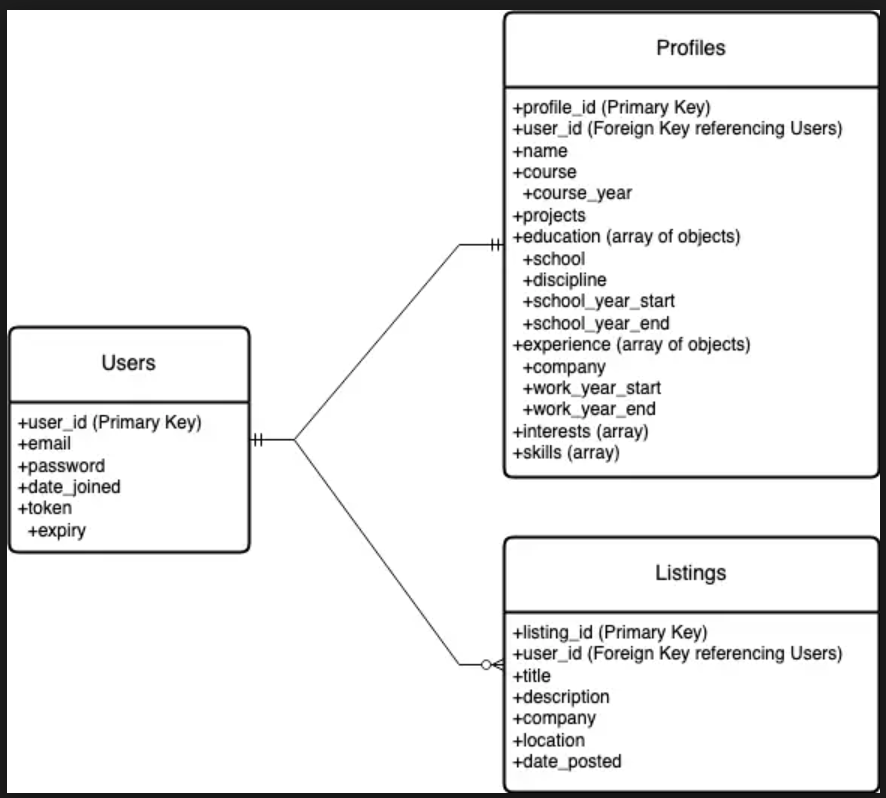 Profiles
+profile_id (Primary Key)
+user_id (Foreign Key referencing Users)
+name
+course
+course_year
+projects
+education (array of objects)
+school
+discipline
+school_year_start
+school_year_end
+experience (array of objects)
+company
+work_year_start
+work_year_end
+interests (array)
+skills (array)
Users
+user_id (Primary Key)
+email
+password
+date_joined
+token
+expiry
Listings
+listing_id (Primary Key)
+user_id (Foreign Key referencing Users)
+title
+description
+company
+location
+date_posted